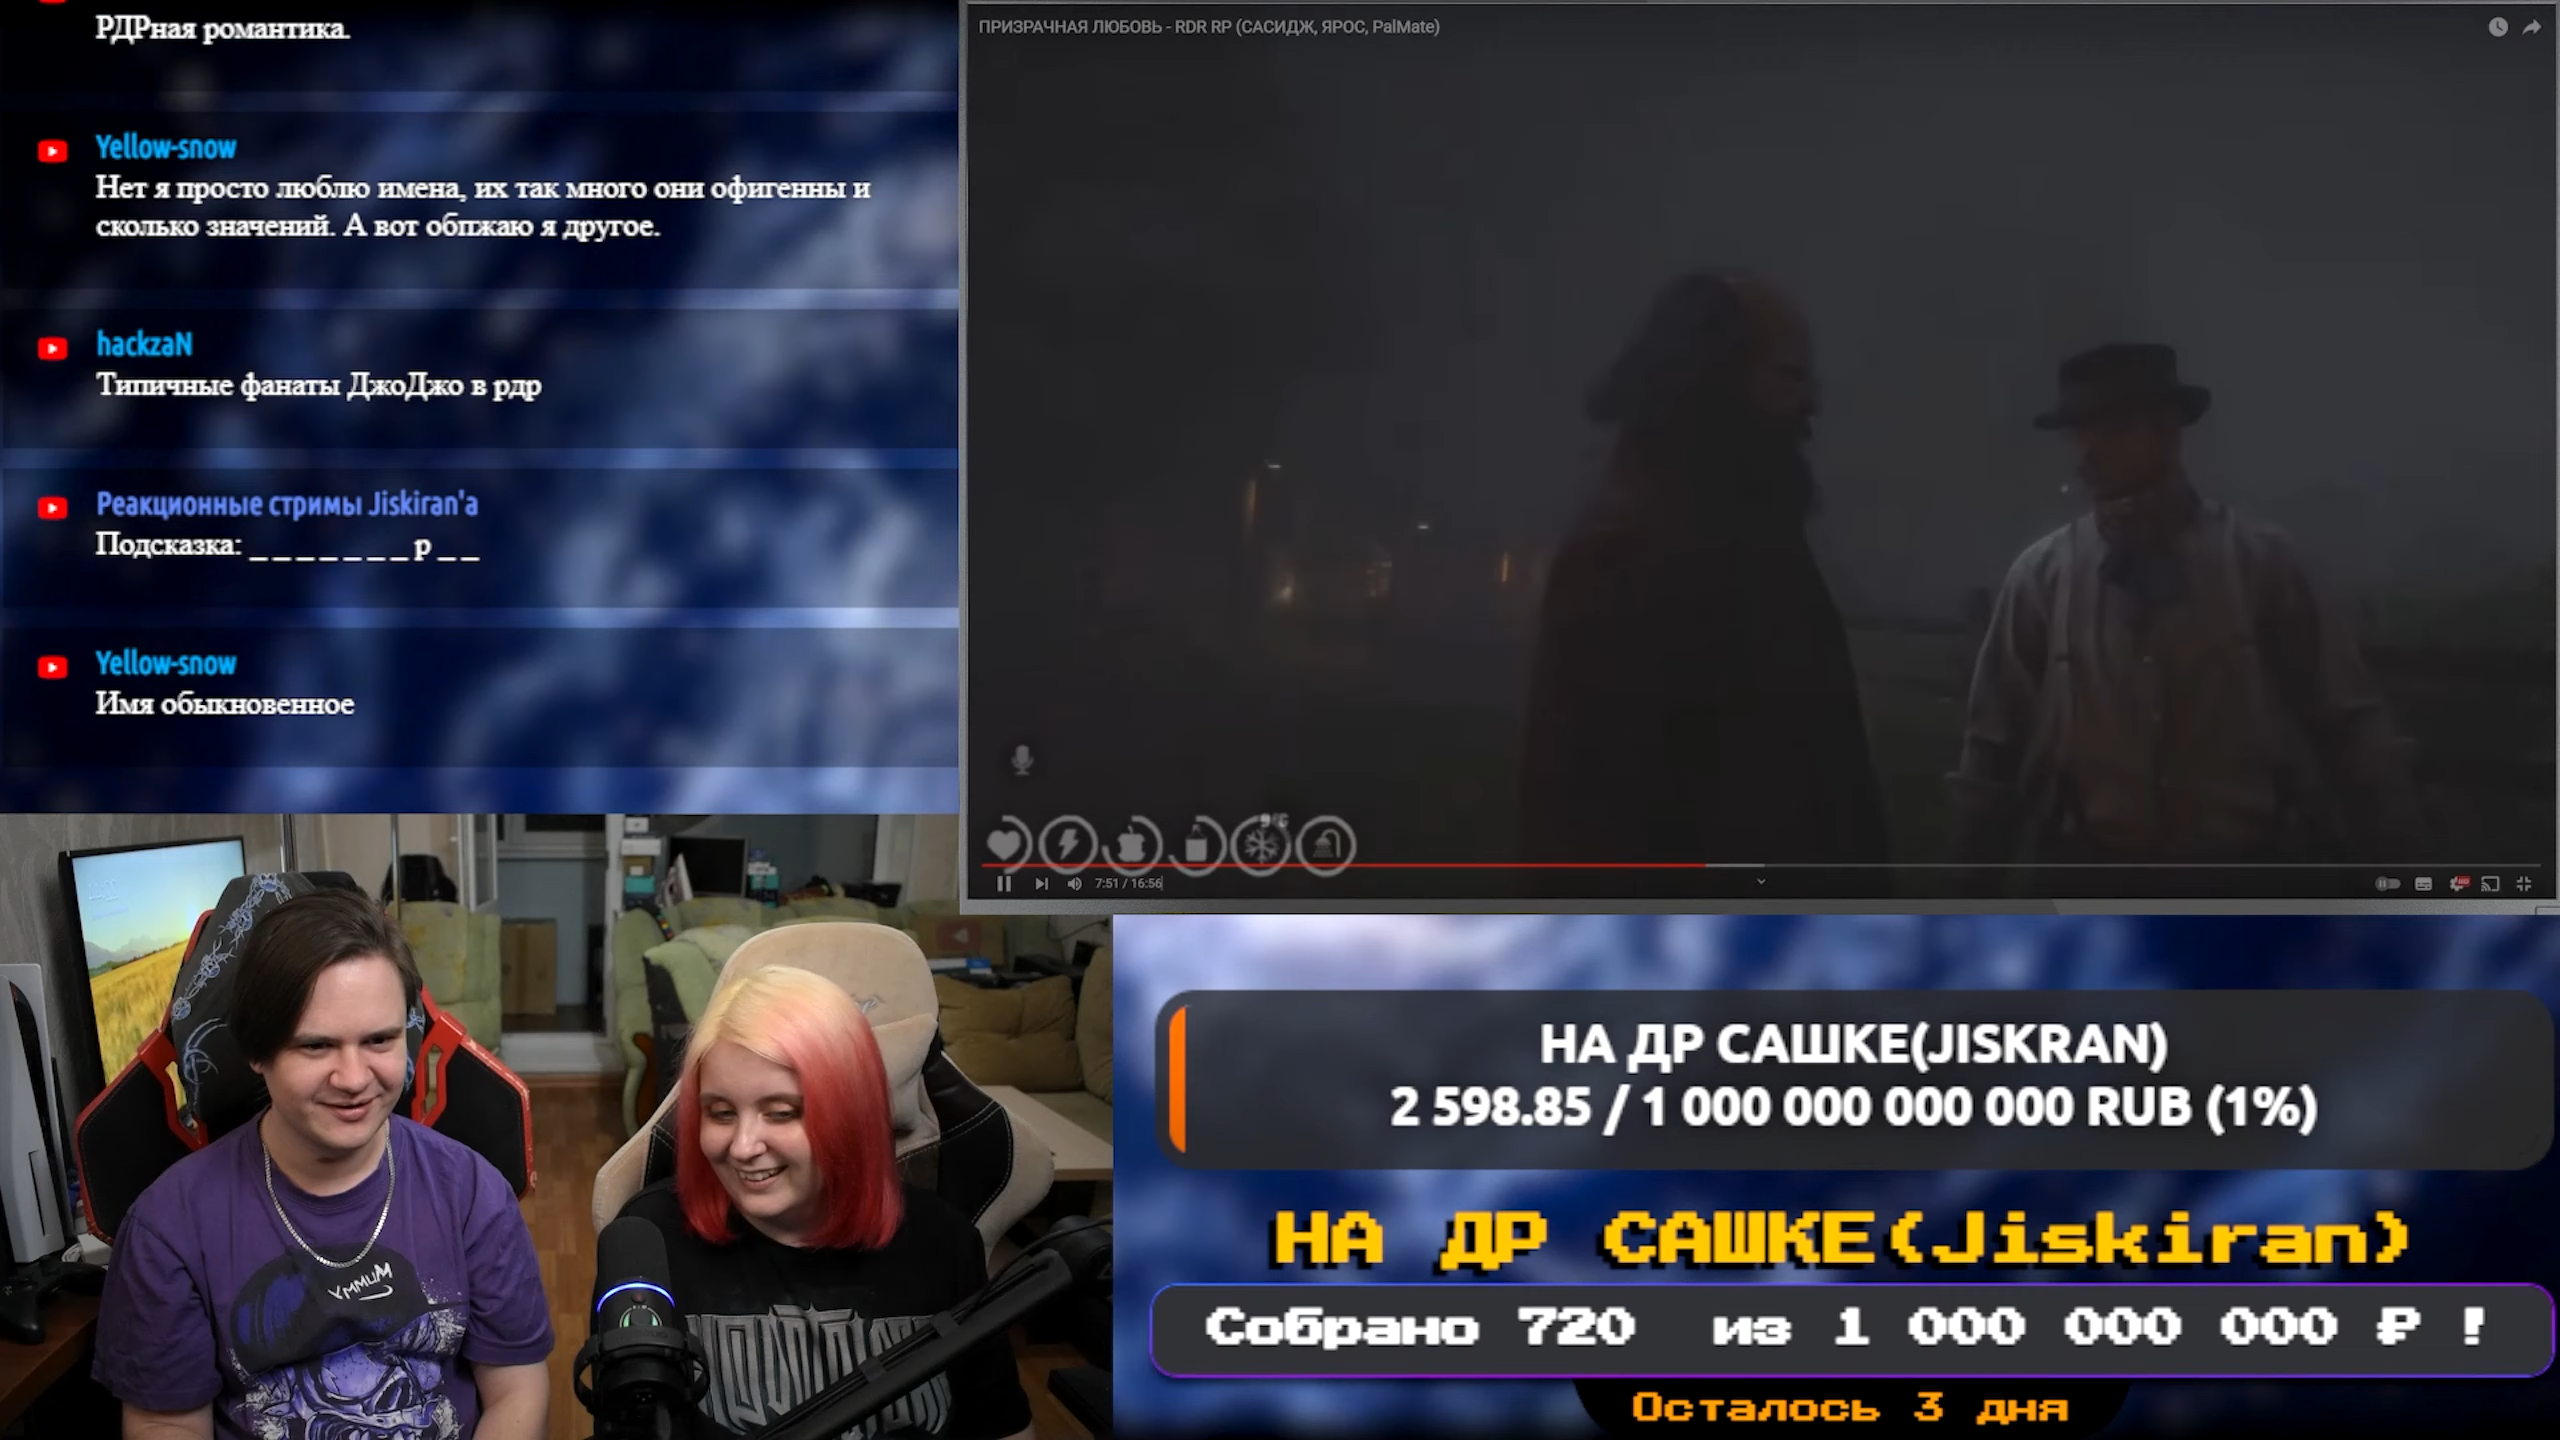 РДРная романтика.
Yellow-snow
Нет я просто люблю имена, их так много они офигенны и
сколько значений. А вот обпжаю я другое.
hackzaN
Типичные фанаты ДжоДжо в рдр
Реакционные стримы Jiskiran'a
Подсказка: _ _ _ _ _ _ _ р _ _
Yellow-snow
Имя обыкновенное
ПРИЗРАЧНАЯ ЛЮБОВЬ - RDR RP (САСИДЖ, ЯРОС, PalMate)
9°C
7:51 / 16:56
НА ДР САШКЕ(JISKRAN)
2 598.85 / 1 000 000 000 000 RUB (1%)
НА ДР САШКЕ(Jiskiran)
Собрано 720 из 1 000 000 000 ₽ !
Осталось 3 дня